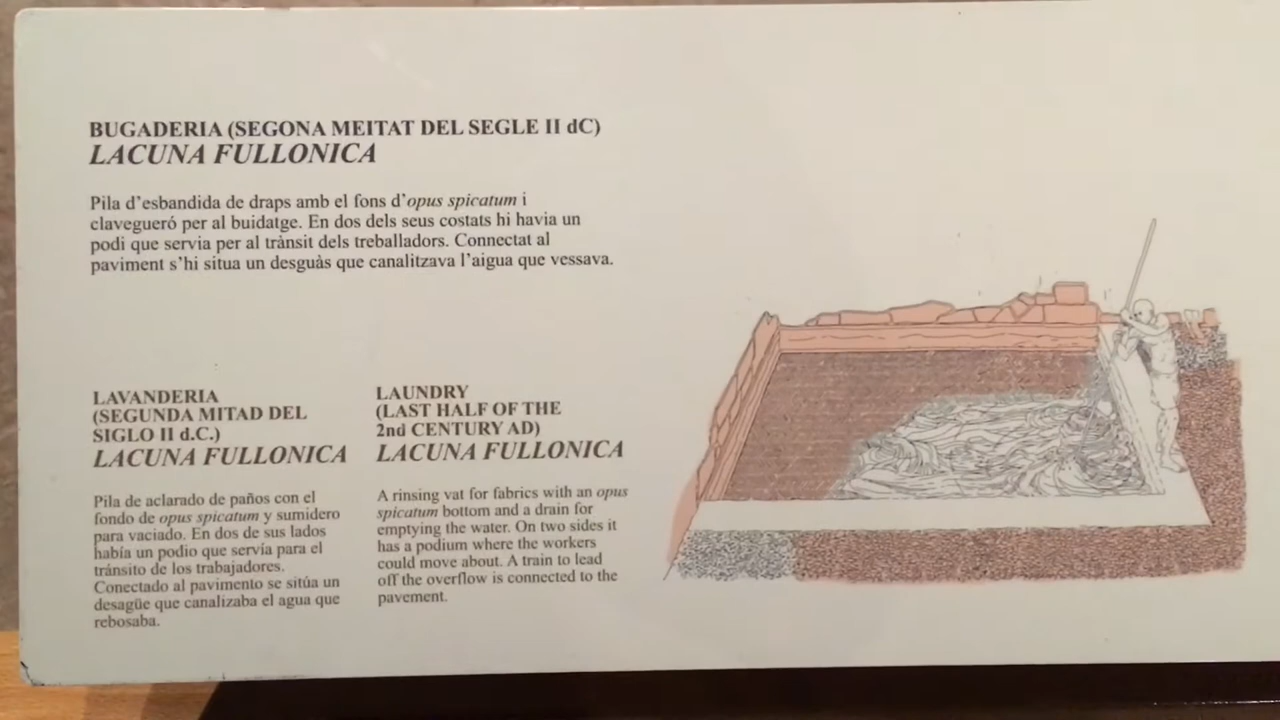 BUGADERIA (SEGONA MEITAT DEL SEGLE II dC)
LACUNA FULLONICA
Pila d'esbandida de draps amb el fons d'opus spicatum i
clavegueró per al buidatge. En dos dels seus costats hi havia un
podi que servia per al trànsit dels treballadors. Connectat al
paviment s'hi situa un desguàs que canalitzava l'aigua que vessava.
LAVANDERIA
(SEGUNDA MITAD DEL
SIGLO II d.C.)
LACUNA FULLONICA
Pila de aclarado de paños con el
fondo de opus spicatum y sumidero
para vaciado. En dos de sus lados
había un podio que servía para el
tránsito de los trabajadores.
Conectado al pavimento se sitúa un
desagüe que canalizaba el agua que
rebosaba.
LAUNDRY
(LAST HALF OF THE
2nd CENTURY AD)
LACUNA FULLONICA
A rinsing vat for fabrics with an opus
spicatum bottom and a drain for
emptying the water. On two sides it
has a podium where the workers
could move about. A train to lead
off the overflow is connected to the
pavement.